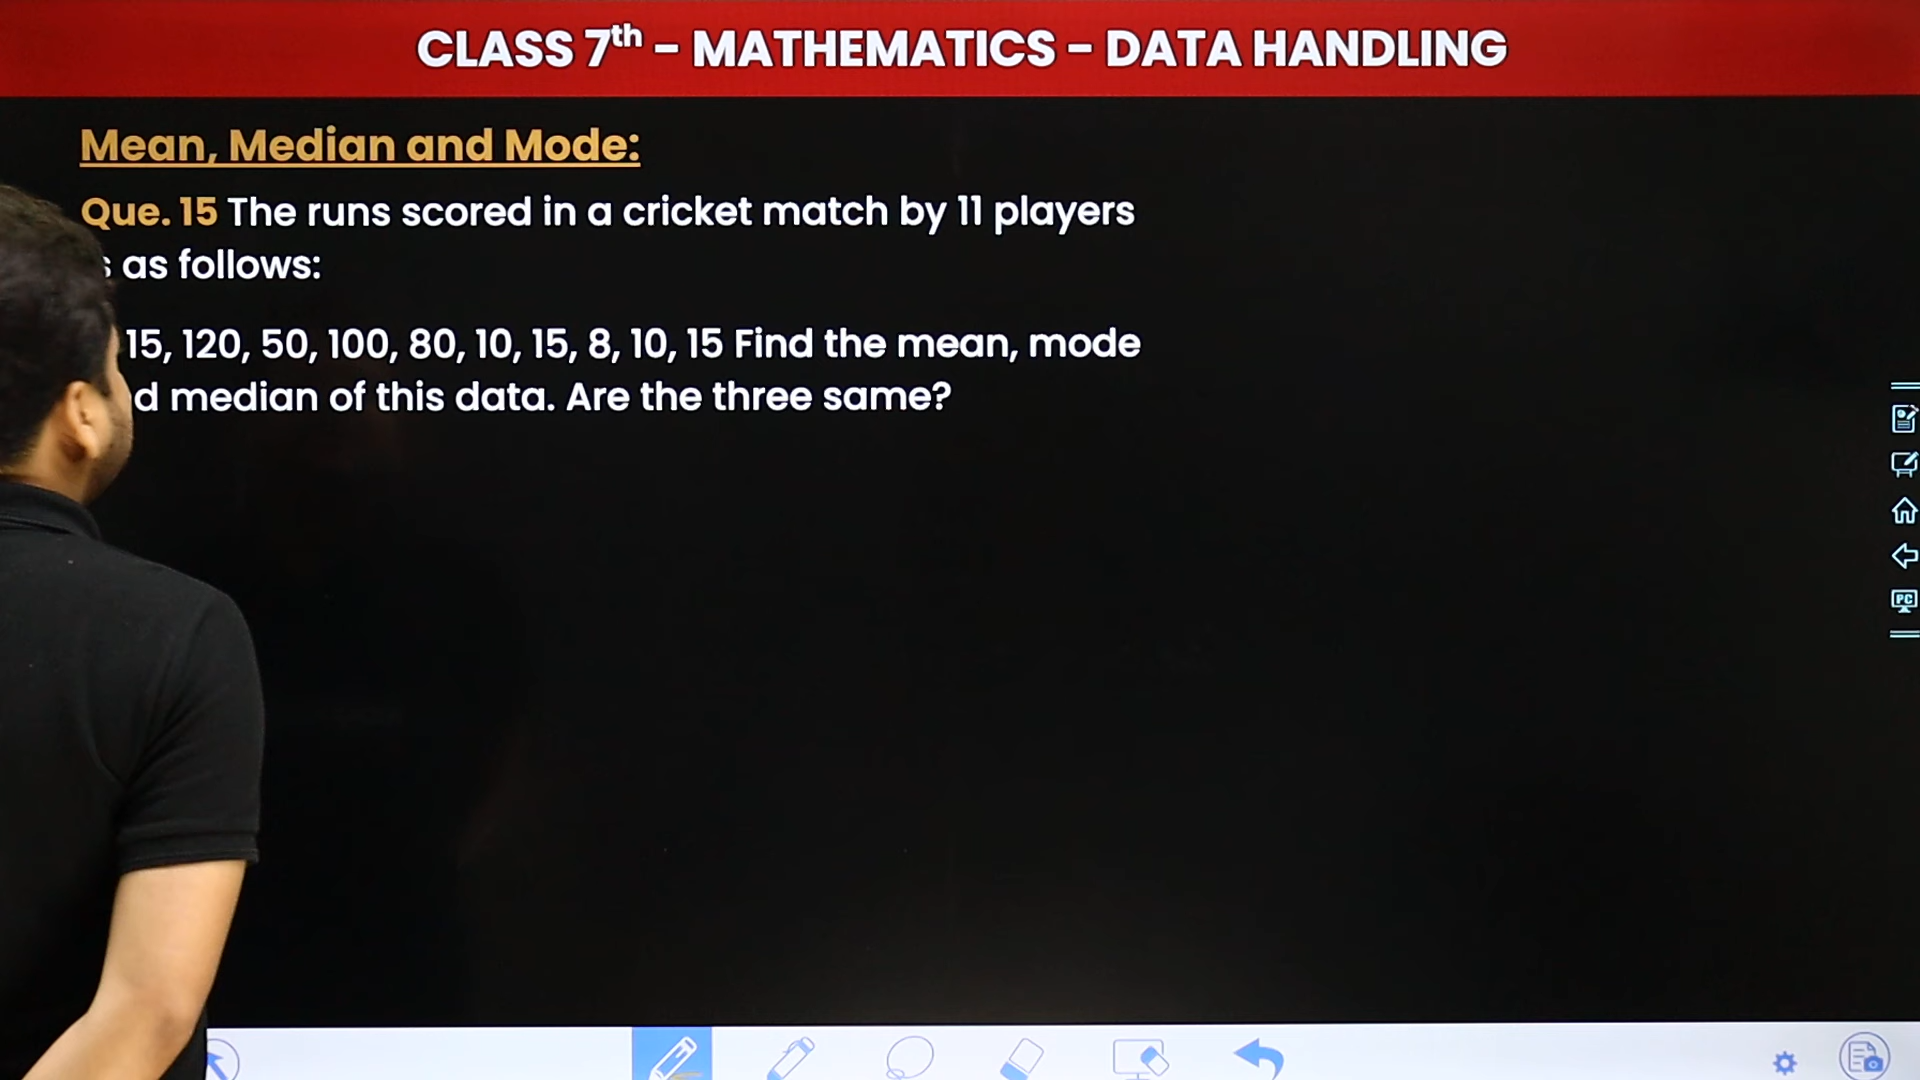 CLASS 7th – MATHEMATICS – DATA HANDLING
Mean, Median and Mode:
Que. 15 The runs scored in a cricket match by 11 players
as follows:
15, 120, 50, 100, 80, 10, 15, 8, 10, 15 Find the mean, mode
median of this data. Are the three same?
PC